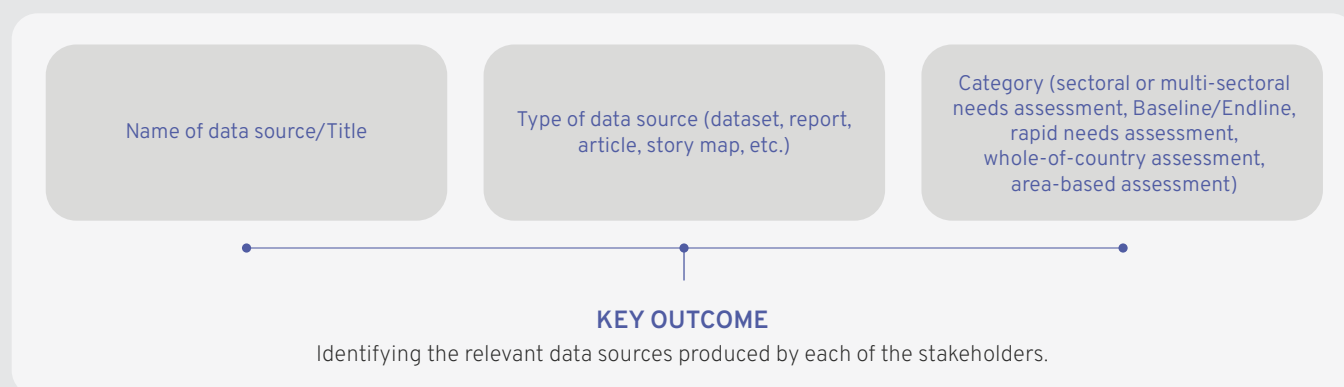 Name of data source/Title
Type of data source (dataset, report,
article, story map, etc.)
Category (sectoral or multi-sectoral
needs assessment, Baseline/Endline,
rapid needs assessment,
whole-of-country assessment,
area-based assessment)
KEY OUTCOME
Identifying the relevant data sources produced by each of the stakeholders.